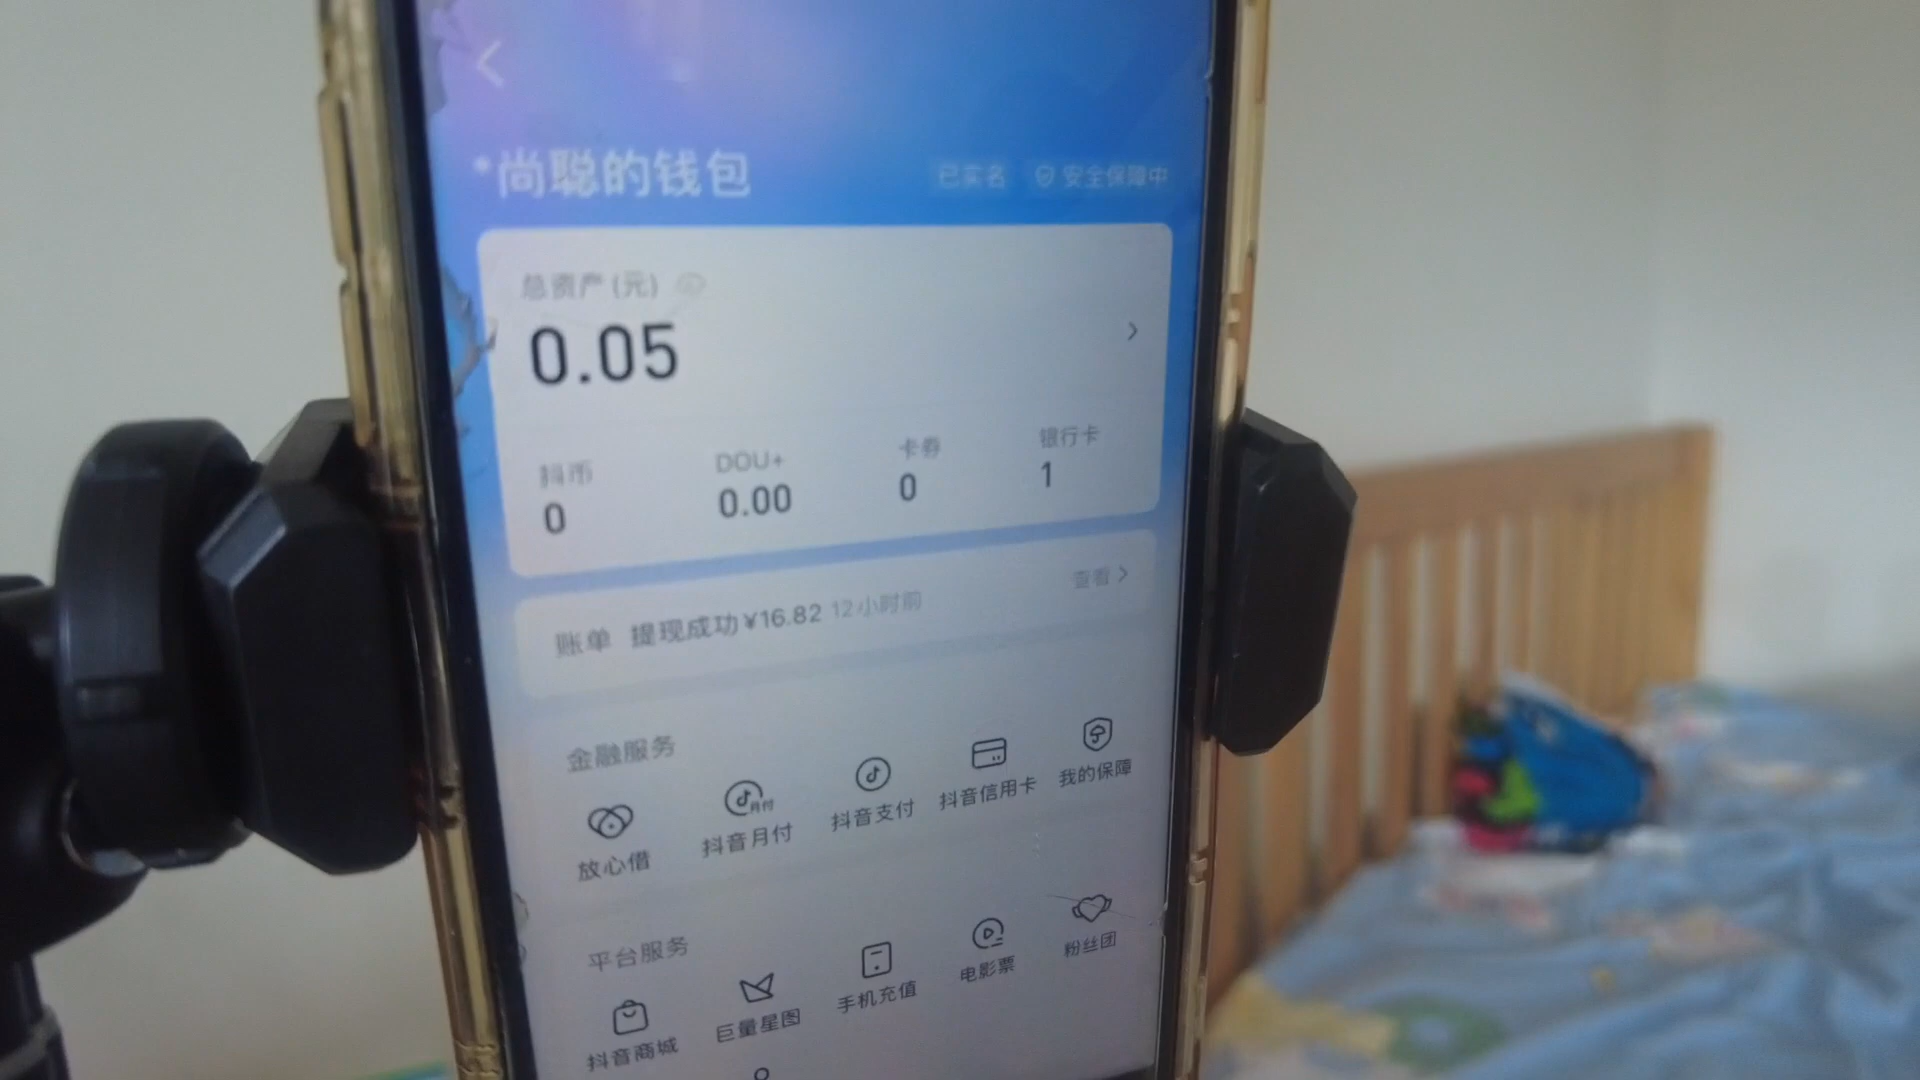 *尚聪的钱包 已实名 安全保障中
总资产(元)
0.05
抖币 DOU+ 卡券 银行卡
0 0.00 0 1
账单 提现成功¥16.82 12小时前 查看
金融服务
月付
放心借 抖音月付 抖音支付 抖音信用卡 我的保障
平台服务
抖音商城 巨量星图 手机充值 电影票 粉丝团